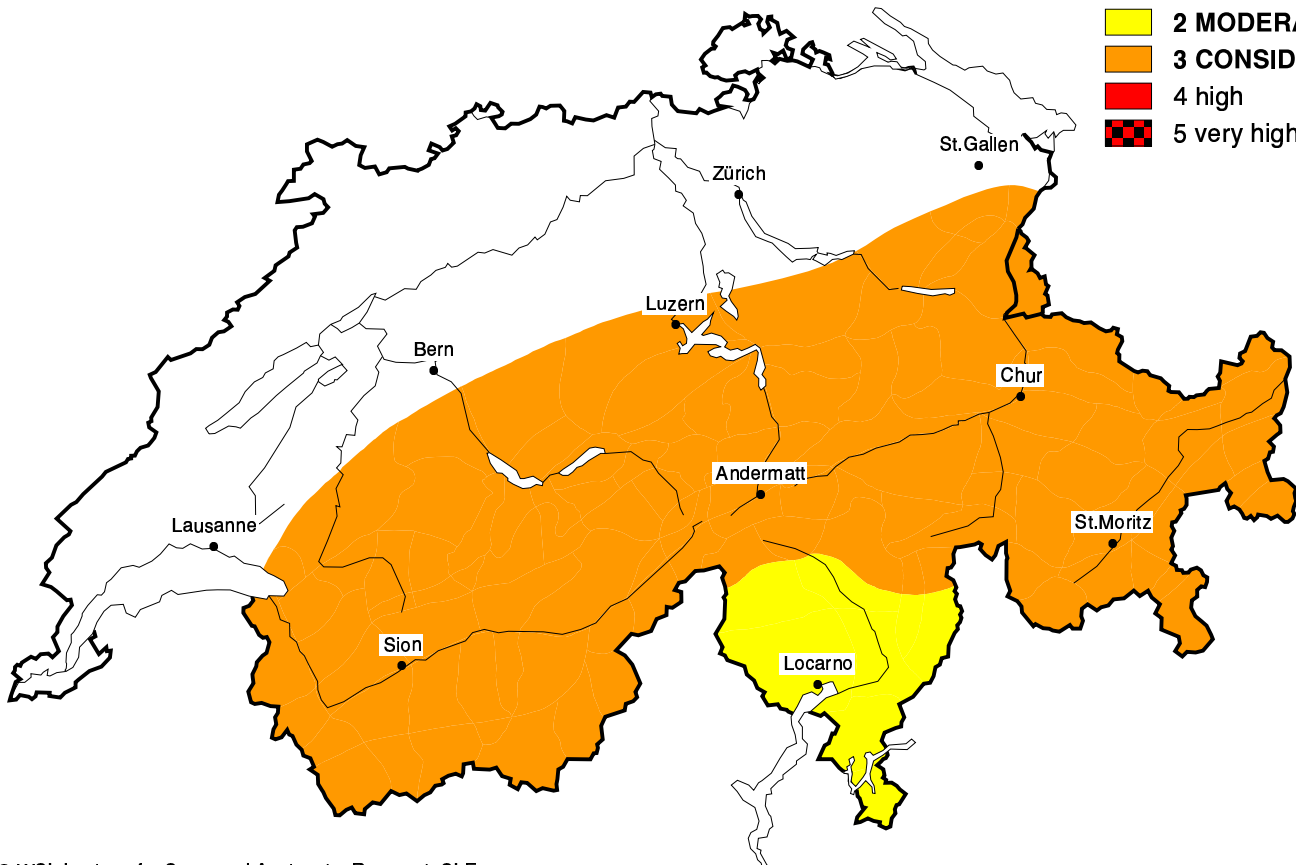 2 MODERA
3 CONSID
4 high
5 very high
St.Gallen
Zürich
Luzern
Bern
Chur
Andermatt
Lausanne
St.Moritz
Sion
Locarno